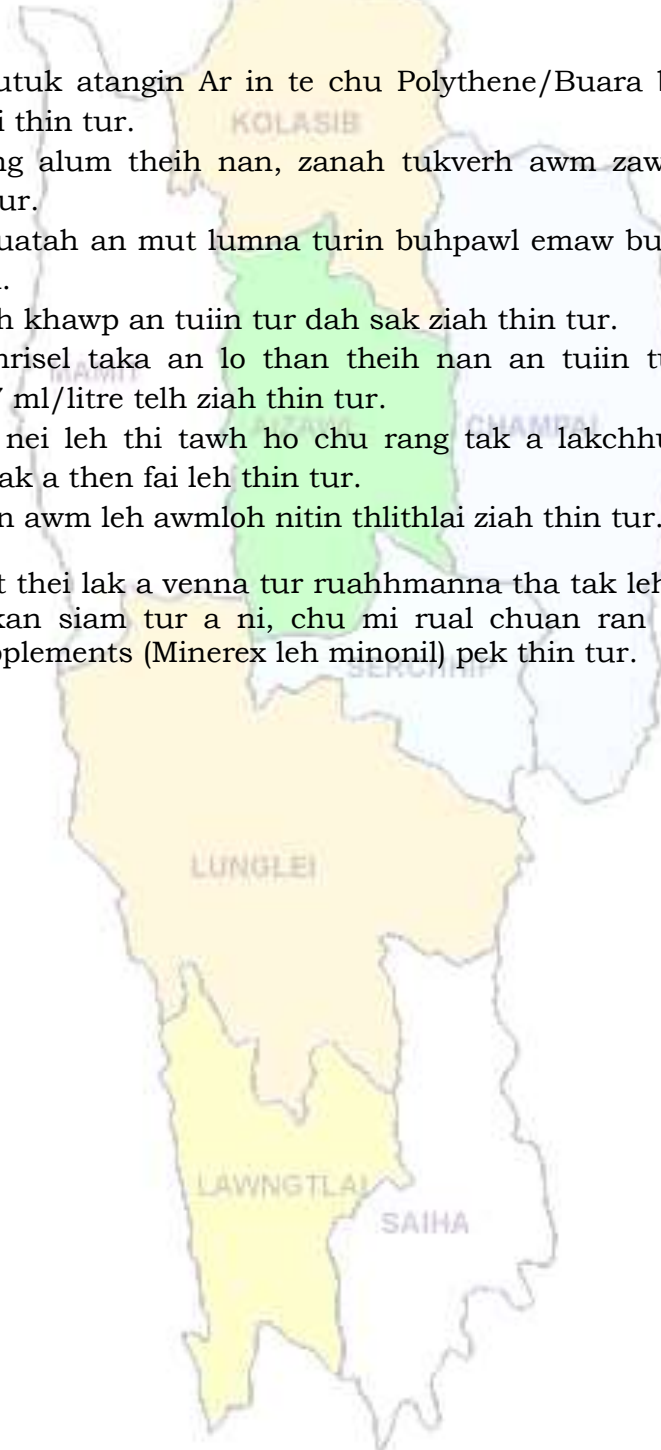 utuk atangin Ar in te chu Polythene/Buara
i thin tur.
KOLASIB
ng alum theih nan, zanah tukverh awm zaw
ur.
uatah an mut lumna turin buhpawl emaw bu
h khawp an tuiin tur dah sak ziah thin tur.
hrisel taka an lo than theih nan an tuiin tu
MAMIT
7 ml/litre telh ziah thin tur.
AIZAWL
CHAMPAI
nei leh thi tawh ho chu rang tak a lakchhu
ak a then fai leh thin tur.
n awm leh awmloh nitin thlithlai ziah thin tur.
t thei lak a venna tur ruahhmanna tha tak leh
kan siam tur a ni, chu mi rual chuan ran
plements (Minerex leh minonil) pek thin tur.
SERCHHIP
LUNGLEI
LAWNGTLAI
SAIHA